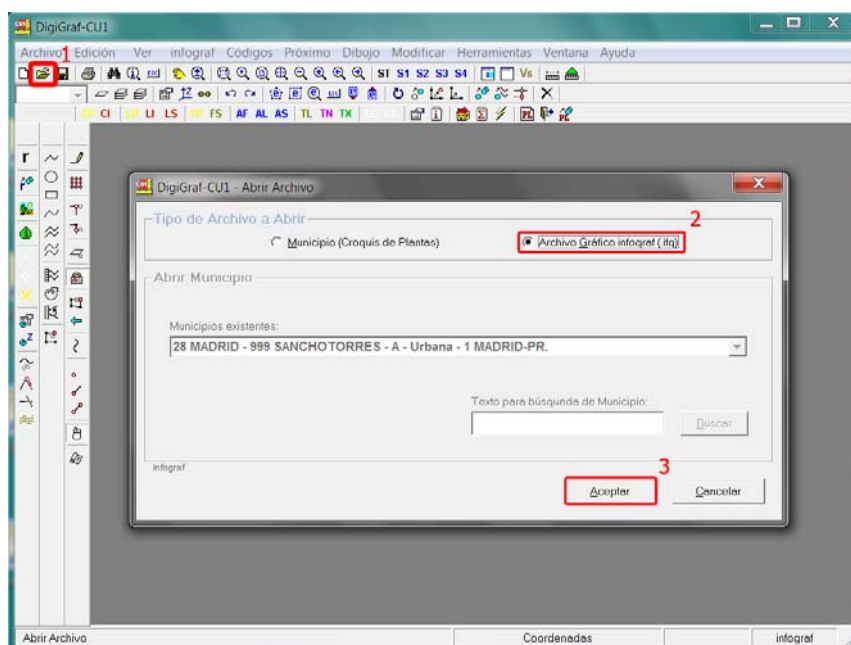 DigiGraf-CU1
Archivo Edición Ver infograf Códigos Próximo Dibujo Modificar Herramientas Ventana Ayuda
1
ST S1 S2 S3 S4 Vs
CI LI LS FS AF AL AS TL TN TX
DigiGraf-CU1 - Abrir Archivo
Tipo de Archivo a Abrir
2
Municipio (Croquis de Plantas) Archivo Gráfico infograf (.ifg)
Abrir Municipio
Municipios existentes:
28 MADRID - 999 SANCHOTORRES - A - Urbana - 1 MADRID-PR.
Texto para búsqueda de Municipio:
Buscar
infograf
3
Aceptar Cancelar
Abrir Archivo Coordenadas infograf